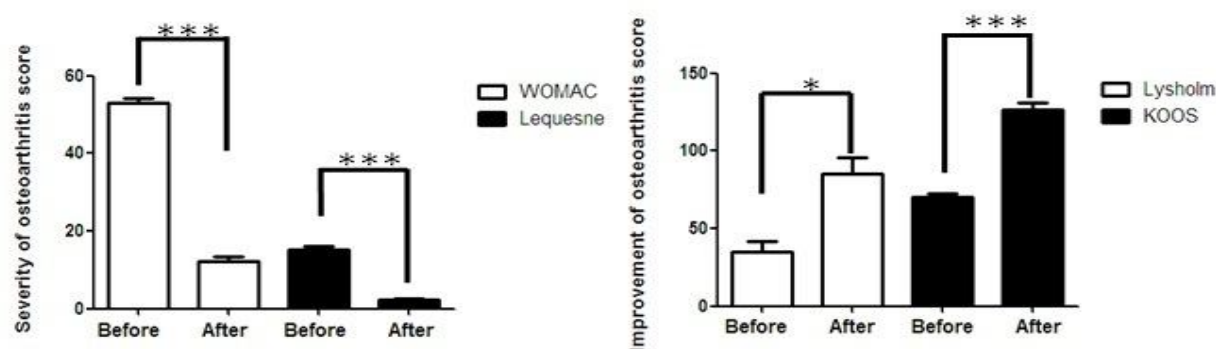 Severity of osteoarthritis score
60
40
20
0
***
***
WOMAC
Lequesne
Before After Before After
Improvement of osteoarthritis score
150
100
50
0
*
***
Lysholm
KOOS
Before After Before After